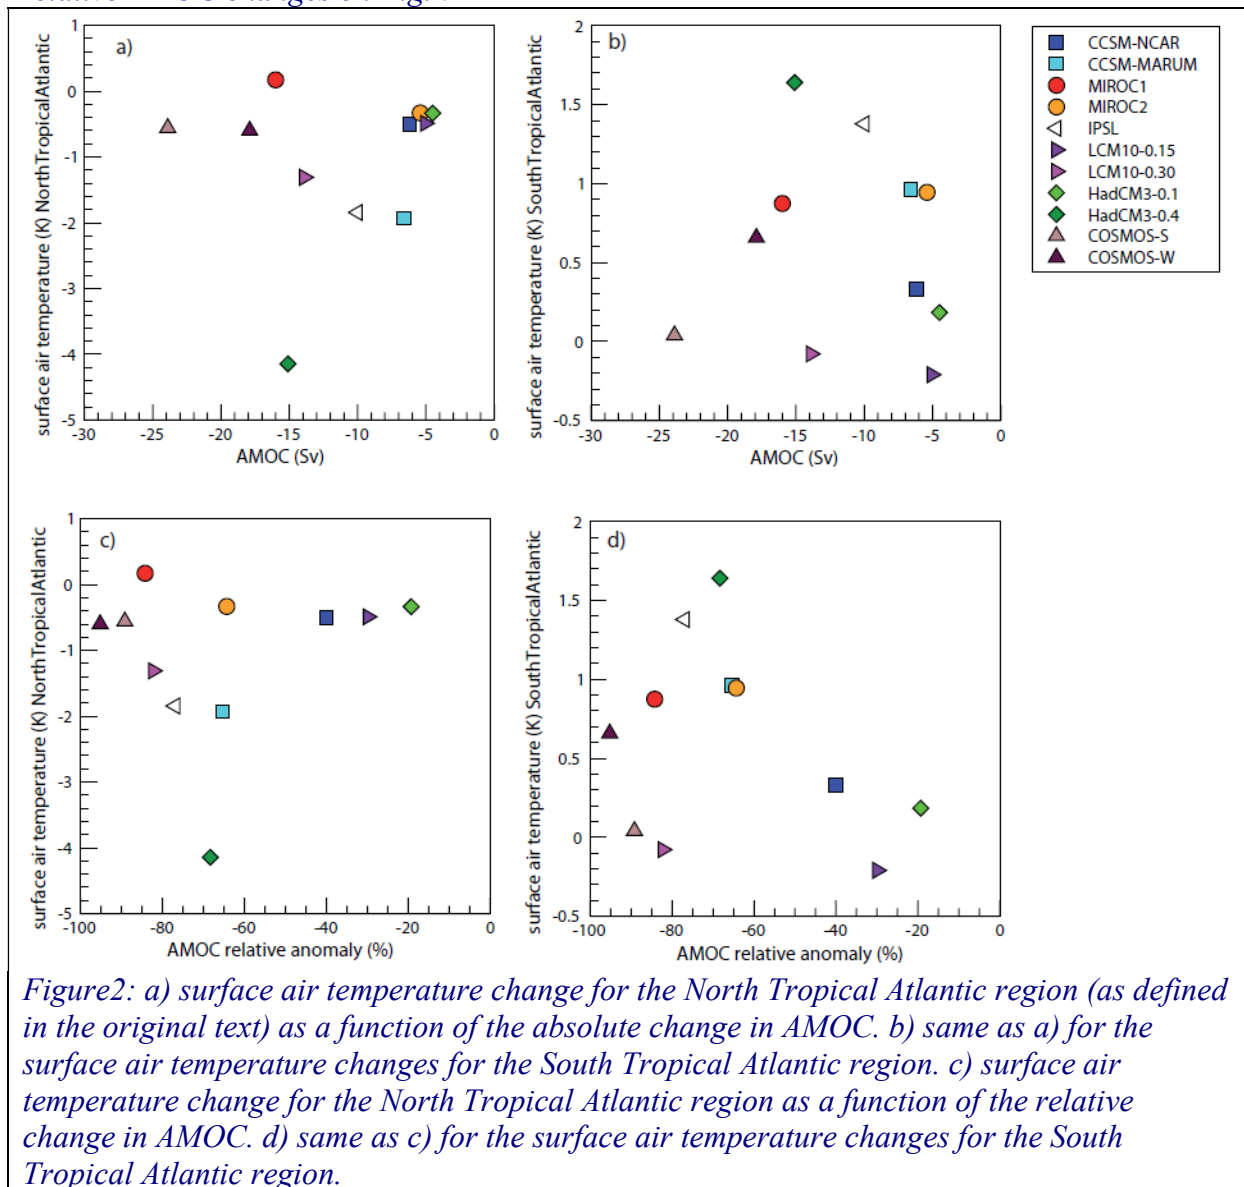 a)
surface air temperature (K) NorthTropicalAtlantic
1
0
-1
-2
-3
-4
-5
-30 -25 -20 -15 -10 -5 0
AMOC (Sv)
b)
surface air temperature (K) SouthTropicalAtlantic
2
1.5
1
0.5
0
-0.5
-30 -25 -20 -15 -10 -5 0
AMOC (Sv)
CCSM-NCAR
CCSM-MARUM
MIROC1
MIROC2
IPSL
LCM10-0.15
LCM10-0.30
HadCM3-0.1
HadCM3-0.4
COSMOS-S
COSMOS-W
c)
surface air temperature (K) NorthTropicalAtlantic
1
0
-1
-2
-3
-4
-5
-100 -80 -60 -40 -20 0
AMOC relative anomaly (%)
d)
surface air temperature (K) SouthTropicalAtlantic
2
1.5
1
0.5
0
-0.5
-100 -80 -60 -40 -20 0
AMOC relative anomaly (%)
Figure2: a) surface air temperature change for the North Tropical Atlantic region (as defined
in the original text) as a function of the absolute change in AMOC. b) same as a) for the
surface air temperature changes for the South Tropical Atlantic region. c) surface air
temperature change for the North Tropical Atlantic region as a function of the relative
change in AMOC. d) same as c) for the surface air temperature changes for the South
Tropical Atlantic region.